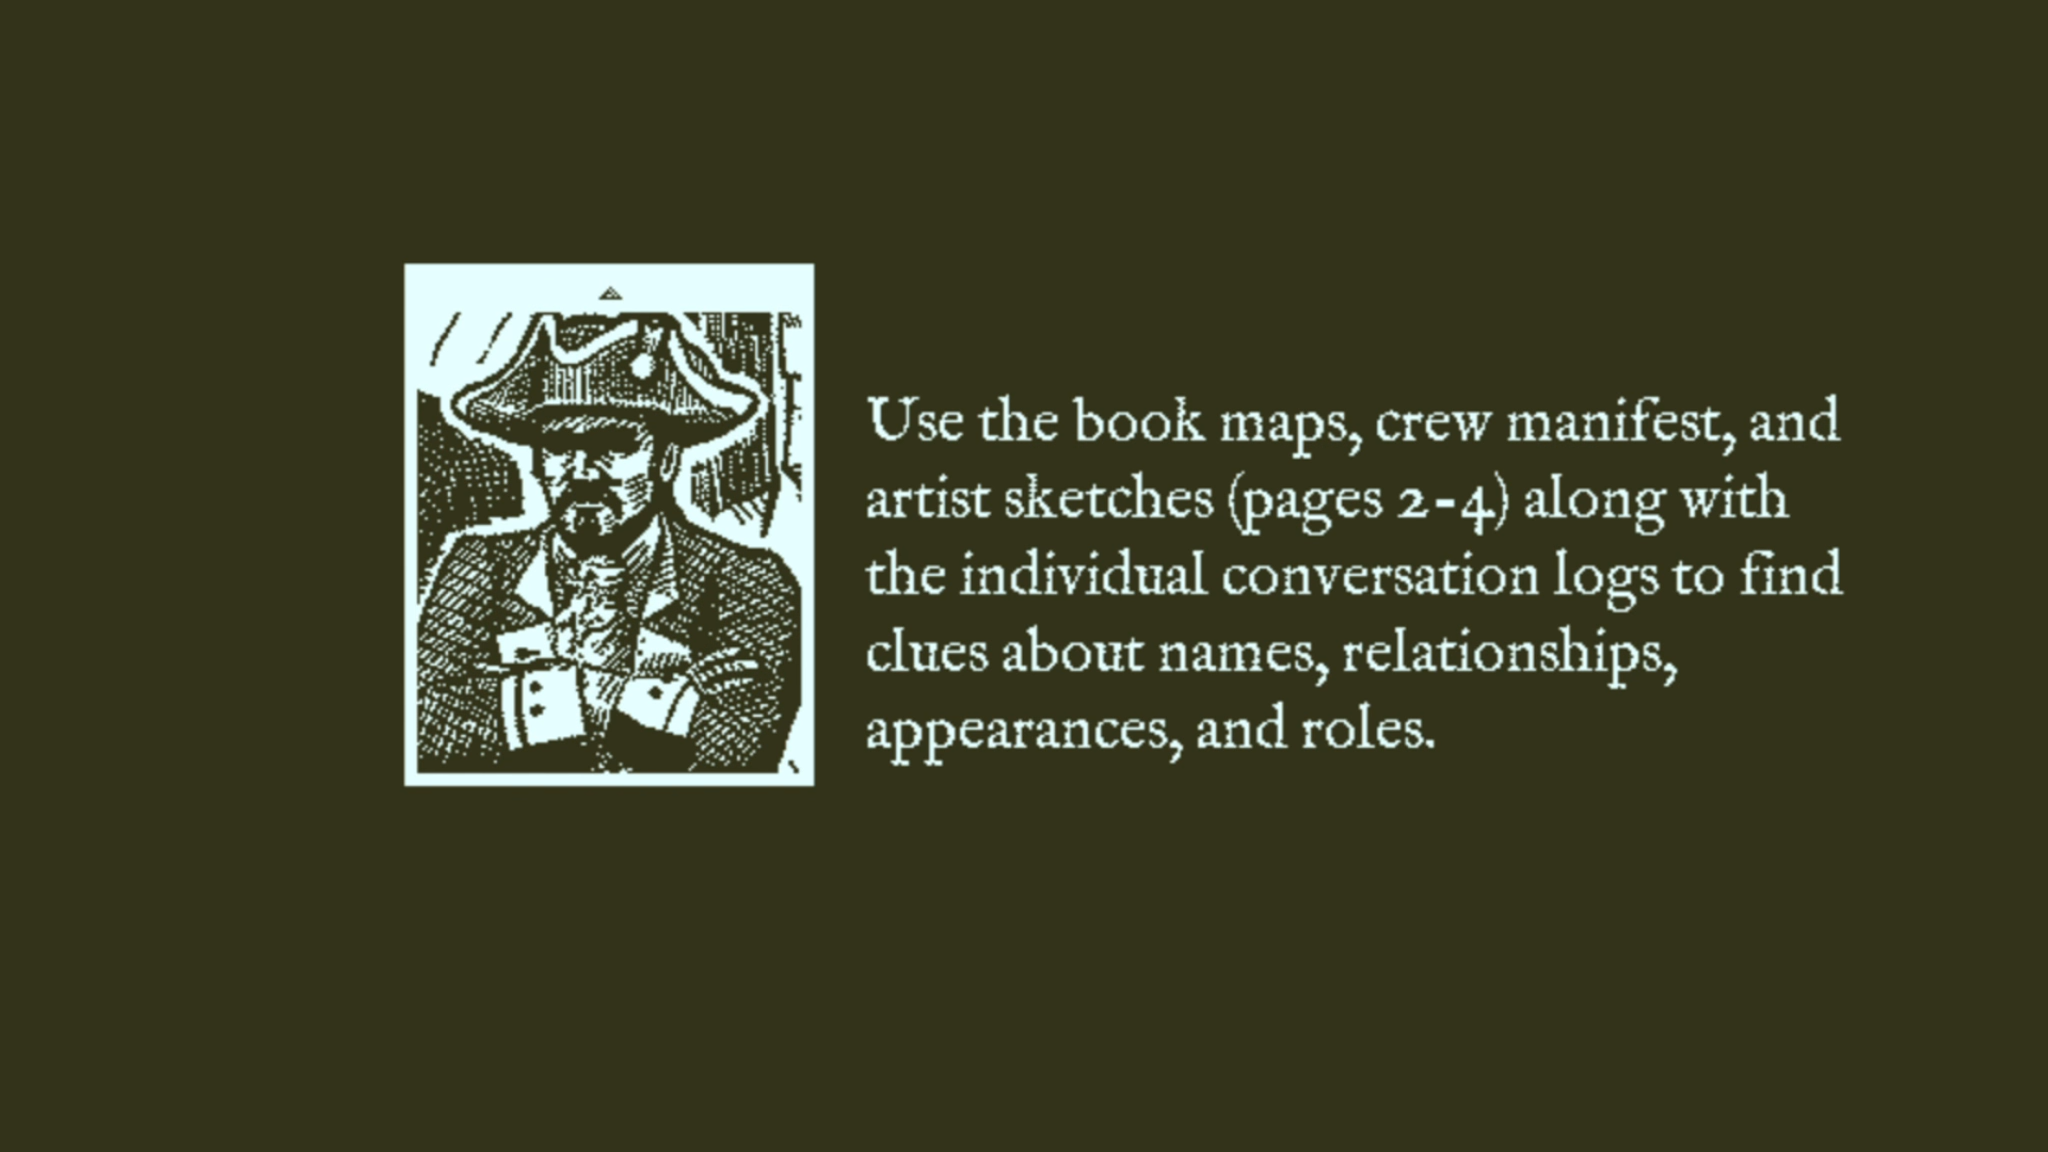 Use the book maps, crew manifest, and
artist sketches (pages 2-4) along with
the individual conversation logs to find
clues about names, relationships,
appearances, and roles.